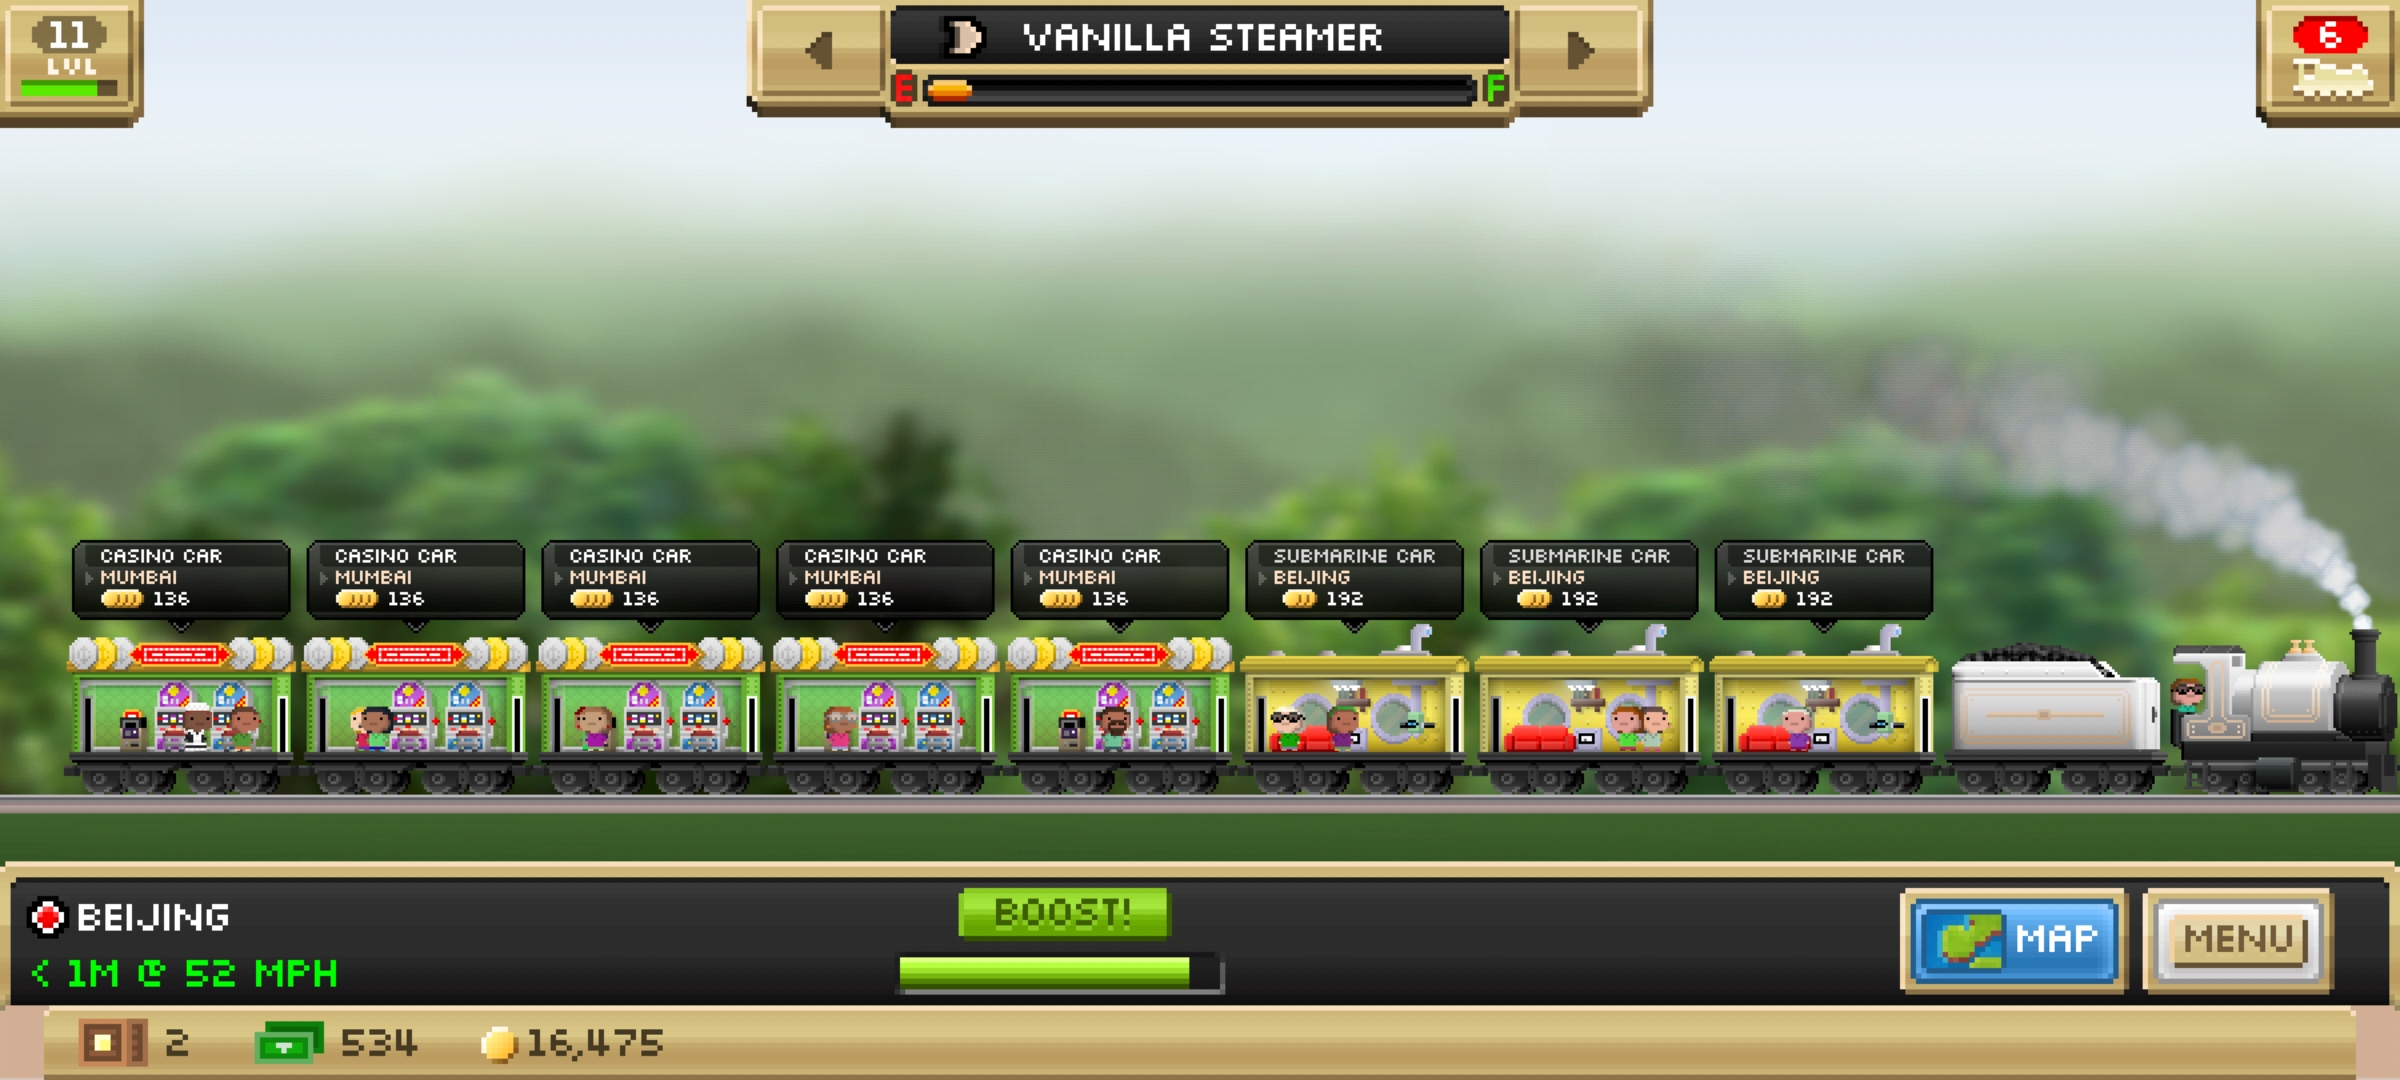 11
LVL
VANILLA STEAMER
E F
6
CASINO CAR
MUMBAI
136
CASINO CAR
MUMBAI
136
CASINO CAR
MUMBAI
136
CASINO CAR
MUMBAI
136
CASINO CAR
MUMBAI
136
SUBMARINE CAR
BEIJING
192
SUBMARINE CAR
BEIJING
192
SUBMARINE CAR
BEIJING
192
BEIJING
< 1M @ 52 MPH
BOOST!
MAP
MENU
2
534
16,475